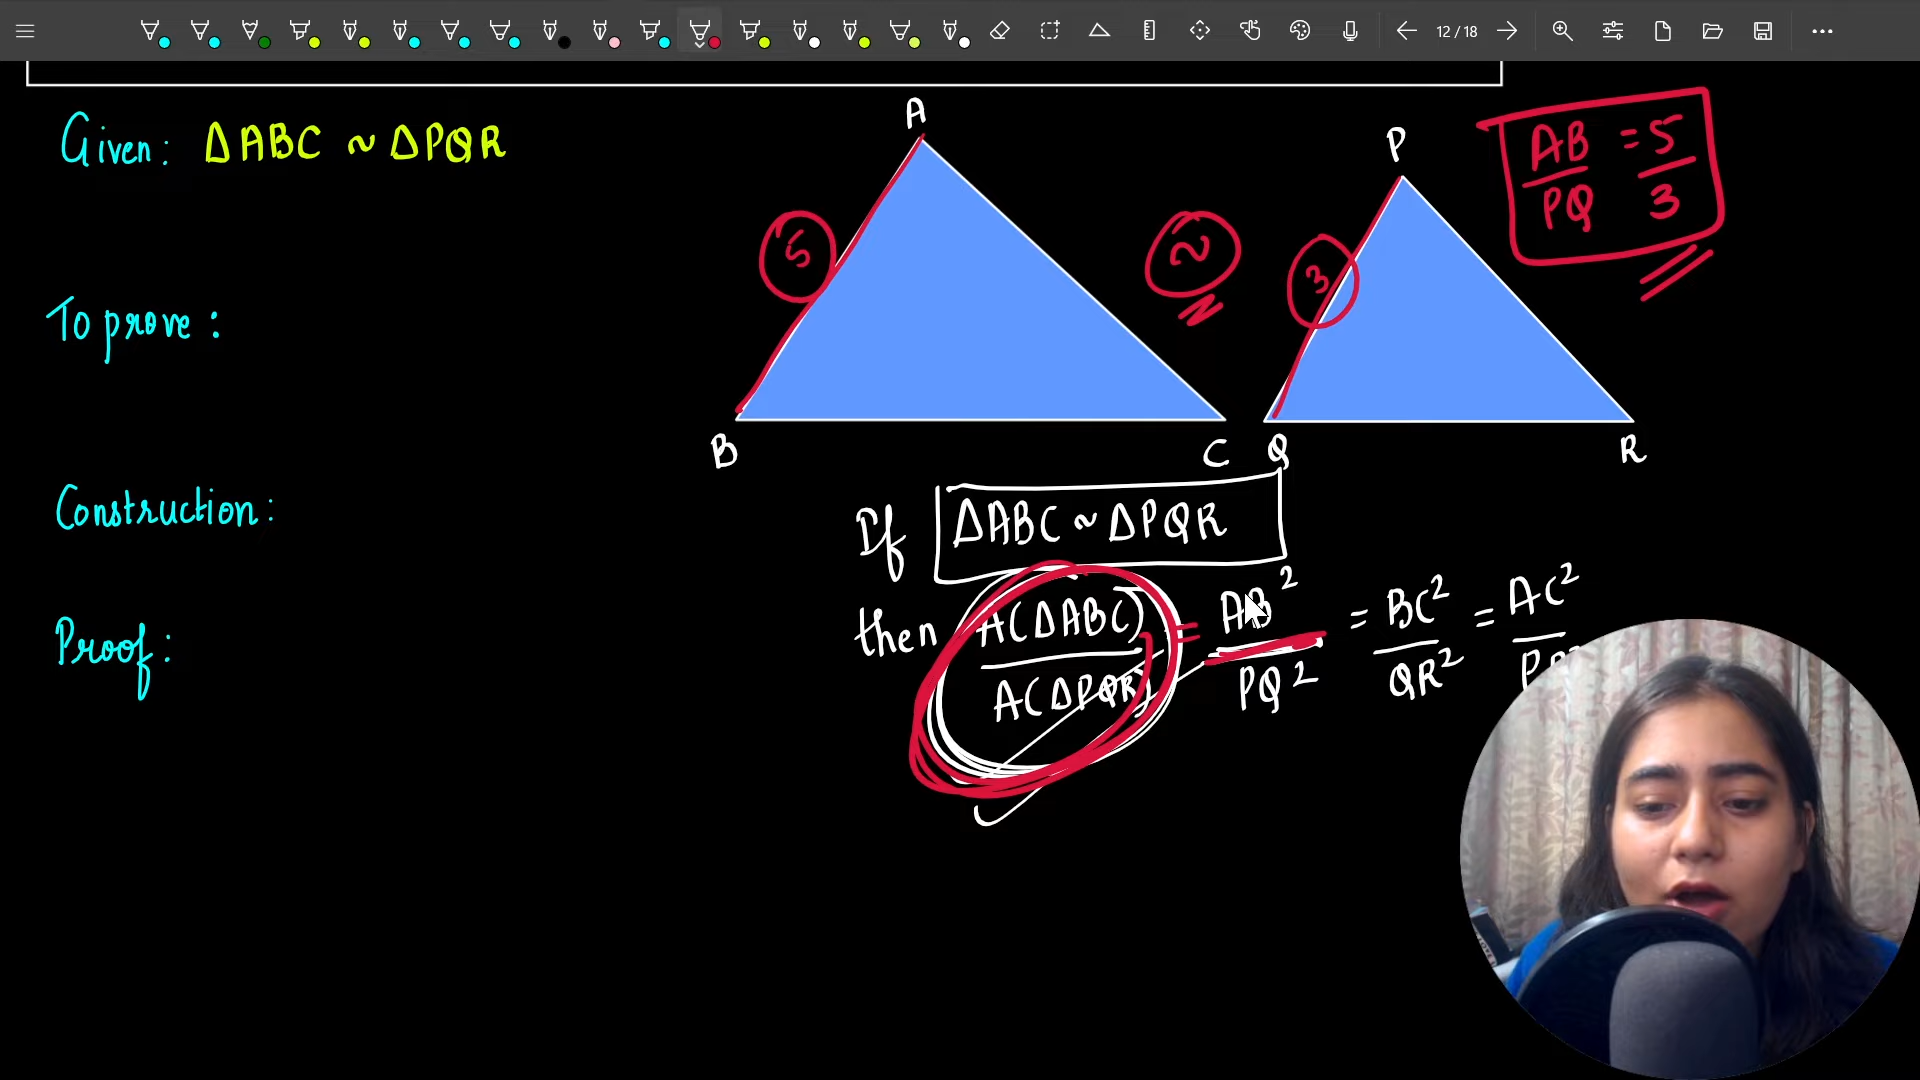 12 / 18
Given: ΔABC ~ ΔPQR
A
P
AB/PQ = 5/3
5
~
3
To prove :
B
C
Q
R
Construction:
If ΔABC ~ ΔPQR
then A(ΔABC)/A(ΔPQR) = AB²/PQ² = BC²/QR² = AC²/
Proof: